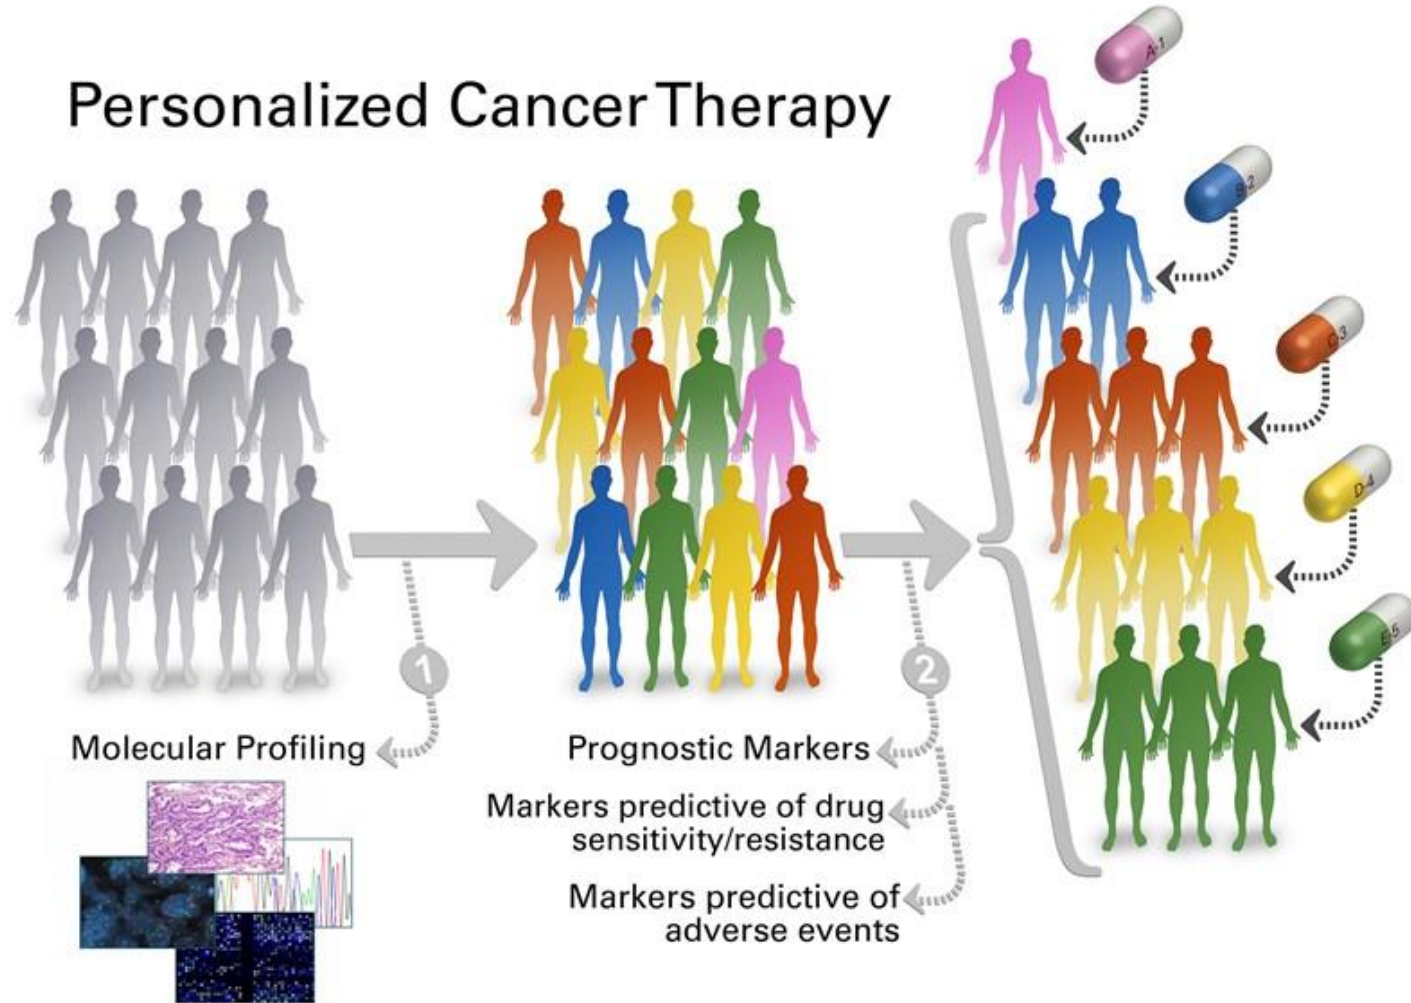 Personalized Cancer Therapy
A-1
B-2
C-3
D-4
E-5
1
2
Molecular Profiling
Prognostic Markers
Markers predictive of drug
sensitivity/resistance
Markers predictive of
adverse events